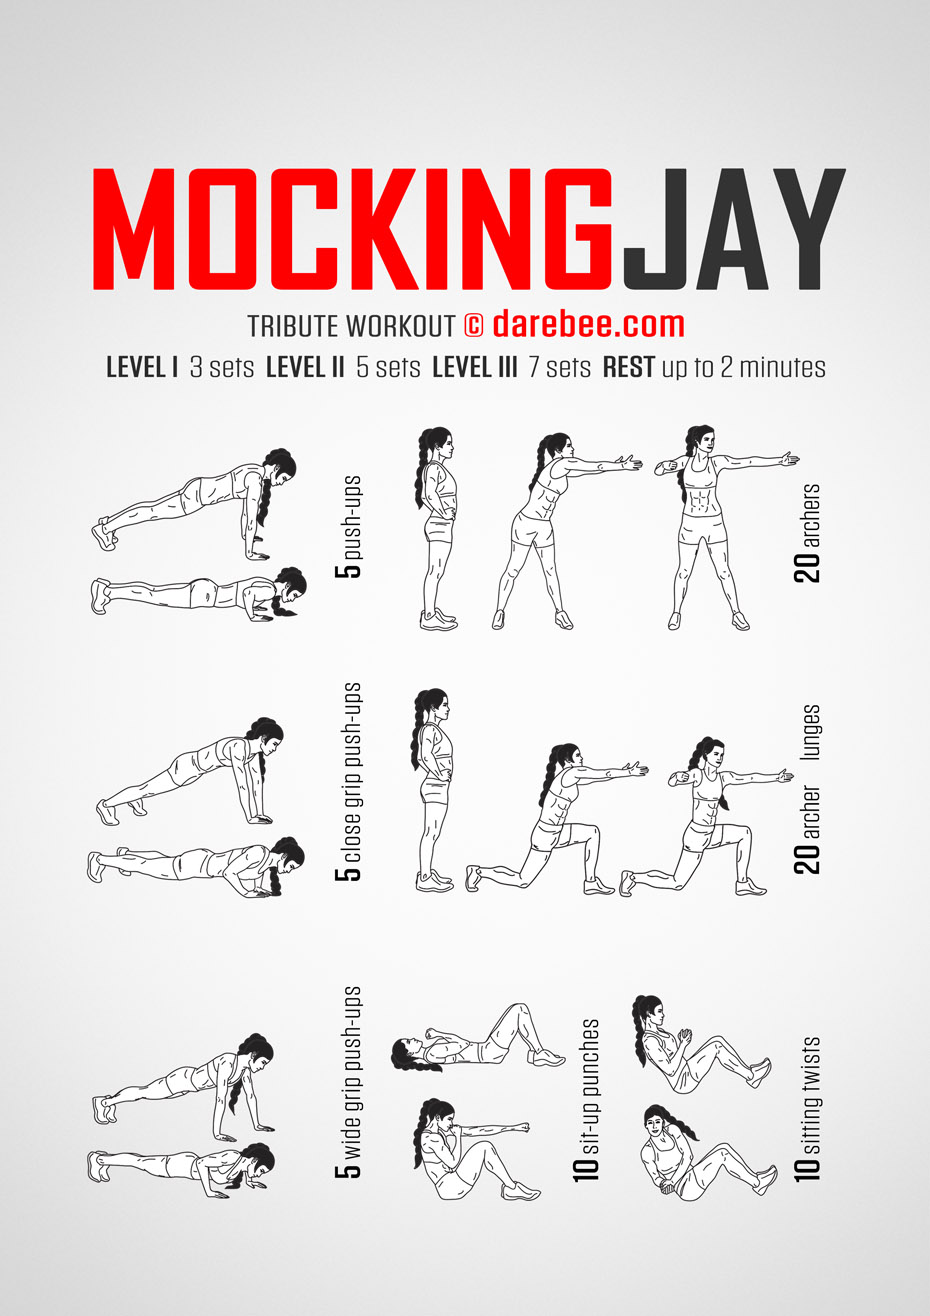 MOCKINGJAY
TRIBUTE WORKOUT © darebee.com
LEVEL I 3 sets LEVEL II 5 sets LEVEL III 7 sets REST up to 2 minutes
5 push-ups
20 archers
5 close grip push-ups
20 archer lunges
5 wide grip push-ups
10 sit-up punches
10 sitting twists